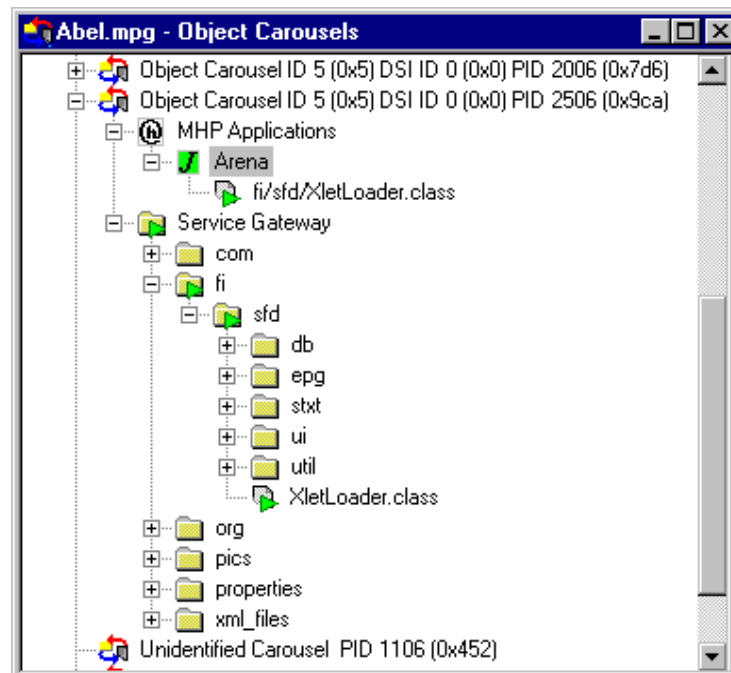 Abel.mpg - Object Carousels
Object Carousel ID 5 (0x5) DSI ID 0 (0x0) PID 2006 (0x7d6)
Object Carousel ID 5 (0x5) DSI ID 0 (0x0) PID 2506 (0x9ca)
MHP Applications
Arena
fi/sfd/XletLoader.class
Service Gateway
com
fi
sfd
db
epg
stxt
ui
util
XletLoader.class
org
pics
properties
xml_files
Unidentified Carousel PID 1106 (0x452)